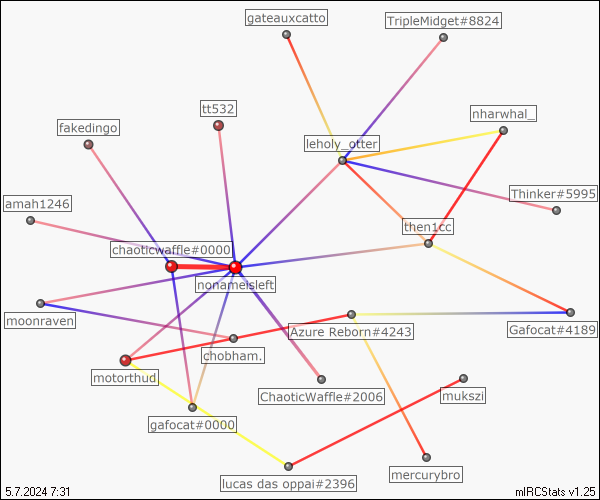 gateauxcatto
TripleMidget#8824
tt532
nharwhal_
fakedingo
leholy_otter
Thinker#5995
amah1246
then1cc
chaoticwaffle#0000
nonameisleft
moonraven
Azure Reborn#4243
Gafocat#4189
chobham.
motorthud
ChaoticWaffle#2006
mukszi
gafocat#0000
mercurybro
lucas das oppai#2396
5.7.2024 7:31
mIRCStats v1.25